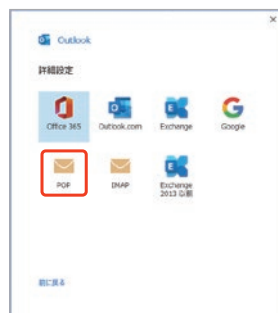 Outlook
詳細設定
Office 365 Outlook.com Exchange Google
POP IMAP Exchange
2013 以前
前に戻る